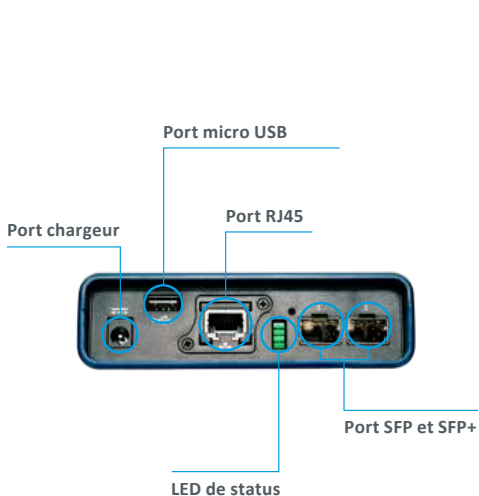 Port micro USB
Port RJ45
Port chargeur
Port SFP et SFP+
LED de status